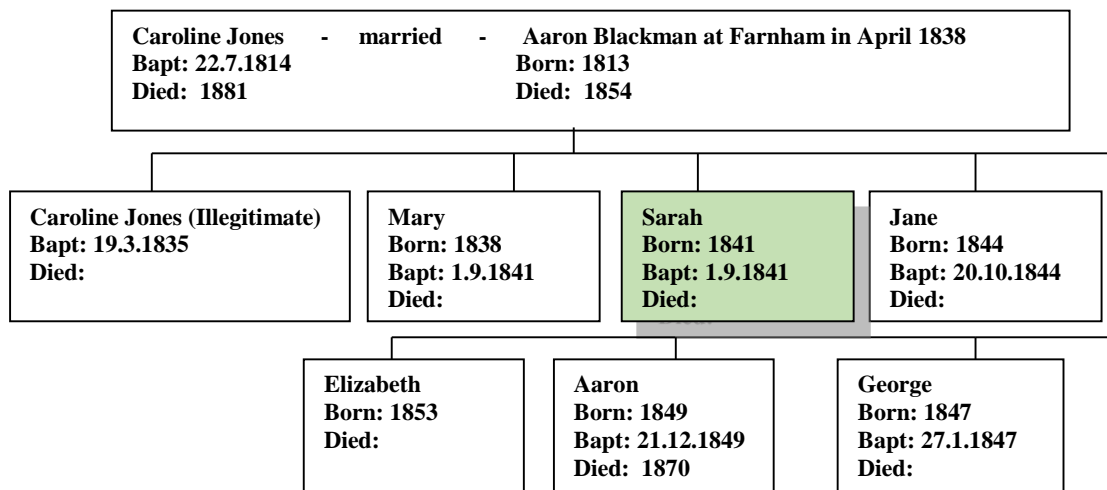 Caroline Jones - married - Aaron Blackman at Farnham in April 1838
Bapt: 22.7.1814 Born: 1813
Died: 1881 Died: 1854
Caroline Jones (Illegitimate)
Bapt: 19.3.1835
Died:
Mary
Born: 1838
Bapt: 1.9.1841
Died:
Sarah
Born: 1841
Bapt: 1.9.1841
Died:
Jane
Born: 1844
Bapt: 20.10.1844
Died:
Elizabeth
Born: 1853
Died:
Aaron
Born: 1849
Bapt: 21.12.1849
Died: 1870
George
Born: 1847
Bapt: 27.1.1847
Died: